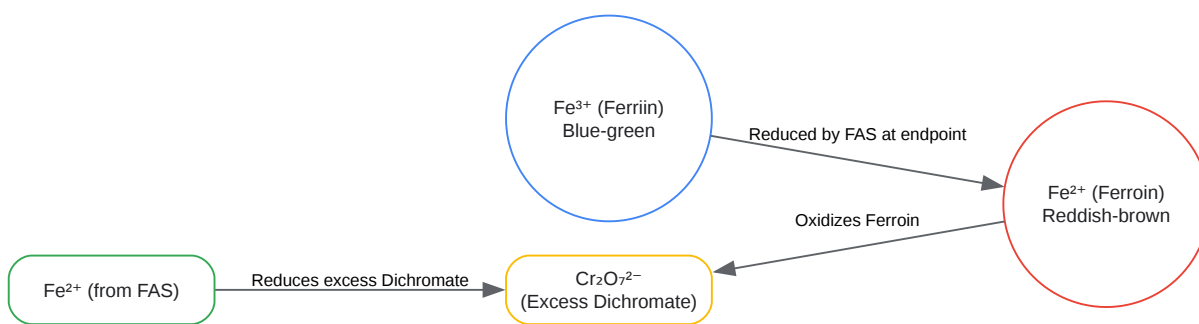 Fe³⁺ (Ferriin)
Blue-green
Reduced by FAS at endpoint
Fe²⁺ (Ferroin)
Reddish-brown
Oxidizes Ferroin
Fe²⁺ (from FAS)
Reduces excess Dichromate
Cr₂O₇²⁻
(Excess Dichromate)